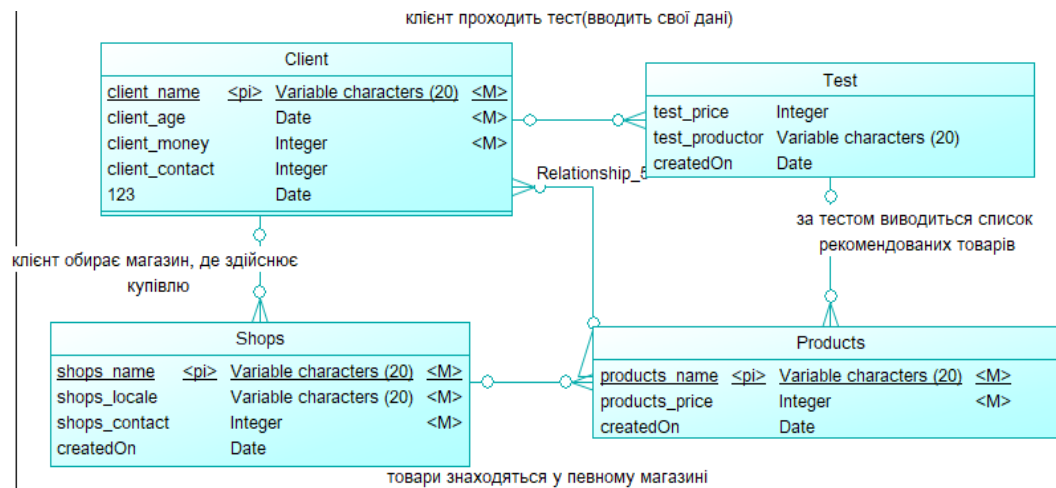 клієнт проходить тест(вводить свої дані)
Client
client_name <pi> Variable characters (20) <M>
client_age Date <M>
client_money Integer <M>
client_contact Integer
123 Date
Test
test_price Integer
test_productor Variable characters (20)
createdOn Date
Relationship_5
за тестом виводиться список
рекомендованих товарів
клієнт обирає магазин, де здійснює
купівлю
Shops
shops_name <pi> Variable characters (20) <M>
shops_locale Variable characters (20) <M>
shops_contact Integer <M>
createdOn Date
Products
products_name <pi> Variable characters (20) <M>
products_price Integer <M>
createdOn Date
товари знаходяться у певному магазині